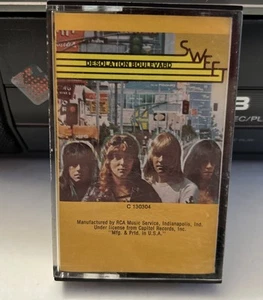 DESOLATION BOULEVARD
SWEET
C 130304
Manufactured by RCA Music Service, Indianapolis, Ind.
Under license from Capitol Records, Inc.
"Mfg. & Prtd. in U.S.A."